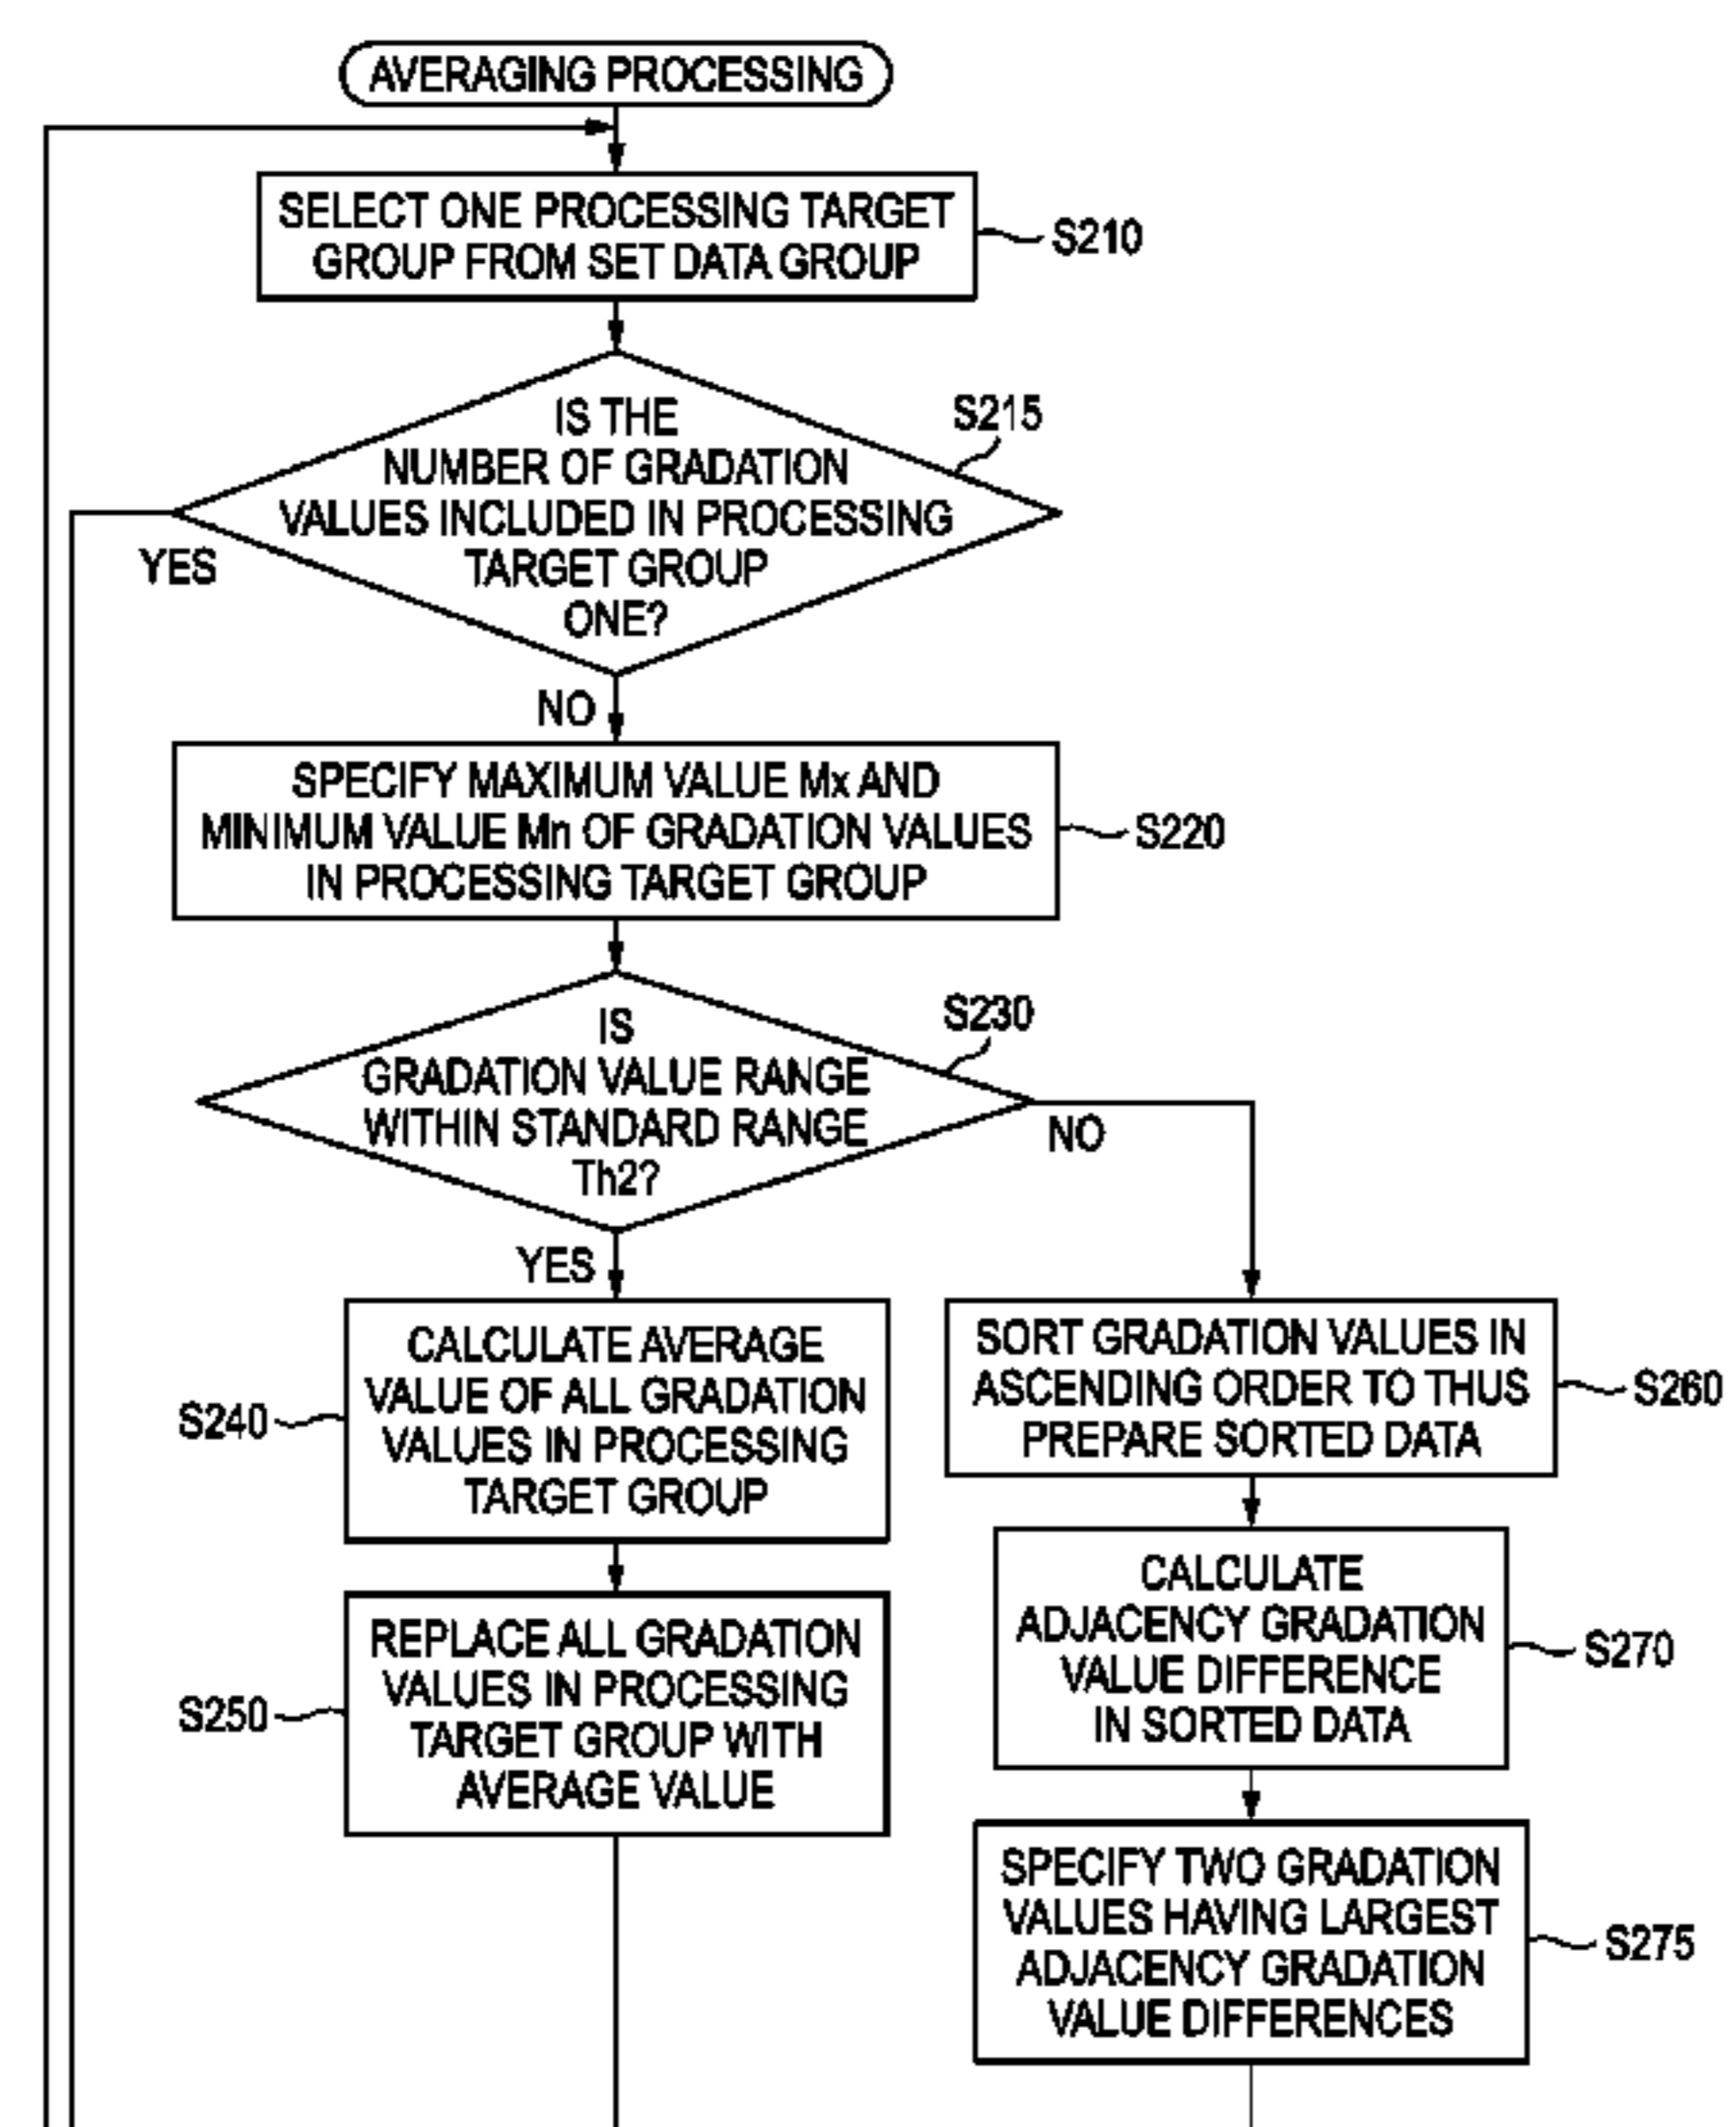 AVERAGING PROCESSING
SELECT ONE PROCESSING TARGET
GROUP FROM SET DATA GROUP
S210
IS THE
NUMBER OF GRADATION
VALUES INCLUDED IN PROCESSING
TARGET GROUP
ONE?
S215
YES
NO
SPECIFY MAXIMUM VALUE Mx AND
MINIMUM VALUE Mn OF GRADATION VALUES
IN PROCESSING TARGET GROUP
S220
IS
GRADATION VALUE RANGE
WITHIN STANDARD RANGE
Th2?
S230
NO
YES
CALCULATE AVERAGE
VALUE OF ALL GRADATION
VALUES IN PROCESSING
TARGET GROUP
S240
REPLACE ALL GRADATION
VALUES IN PROCESSING
TARGET GROUP WITH
AVERAGE VALUE
S250
SORT GRADATION VALUES IN
ASCENDING ORDER TO THUS
PREPARE SORTED DATA
S260
CALCULATE
ADJACENCY GRADATION
VALUE DIFFERENCE
IN SORTED DATA
S270
SPECIFY TWO GRADATION
VALUES HAVING LARGEST
ADJACENCY GRADATION
VALUE DIFFERENCES
S275